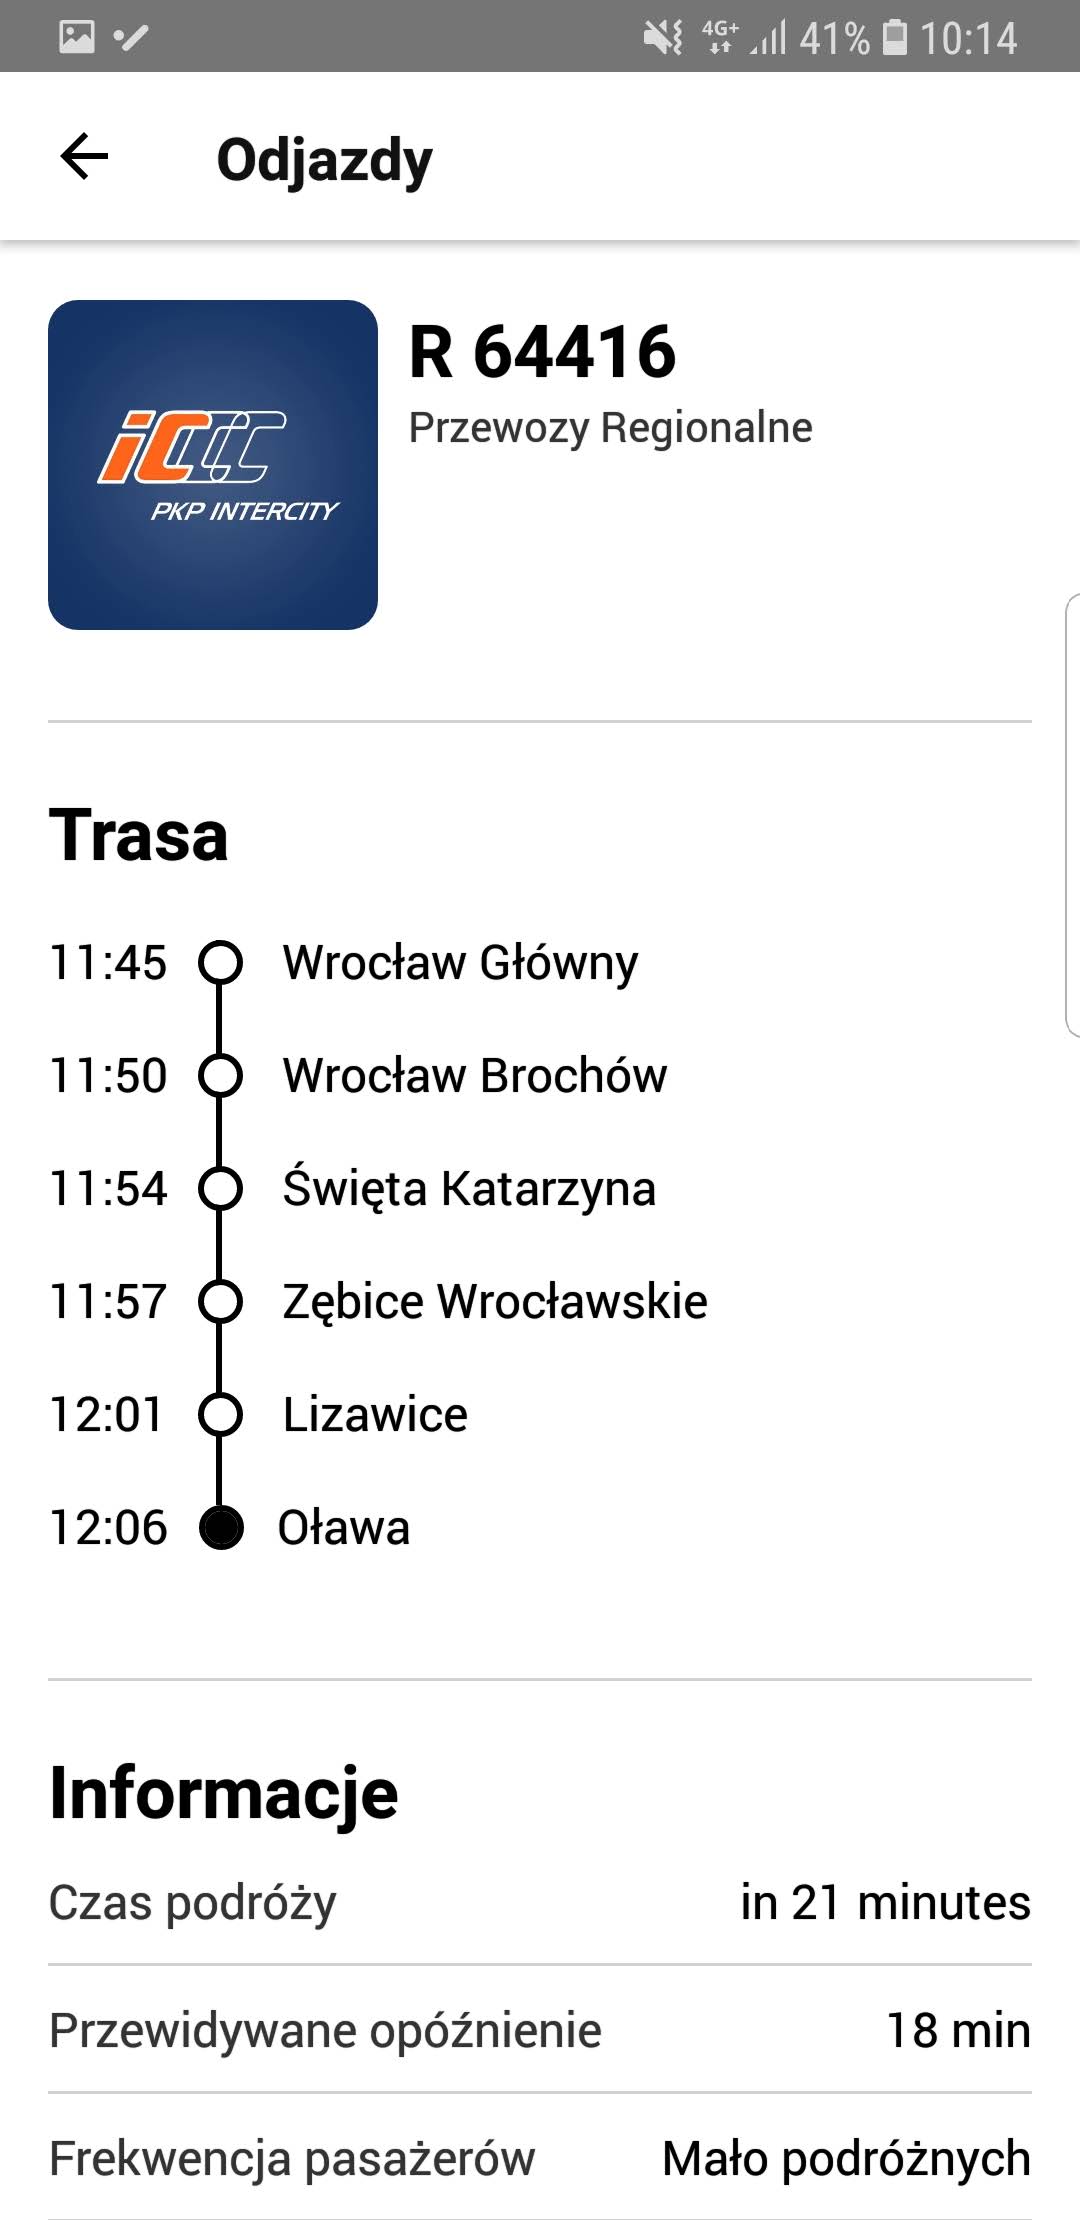 4G+ 41% 10:14
Odjazdy
iC
PKP INTERCITY
R 64416
Przewozy Regionalne
Trasa
11:45 Wrocław Główny
11:50 Wrocław Brochów
11:54 Święta Katarzyna
11:57 Zębice Wrocławskie
12:01 Lizawice
12:06 Oława
Informacje
Czas podróży in 21 minutes
Przewidywane opóźnienie 18 min
Frekwencja pasażerów Mało podróżnych